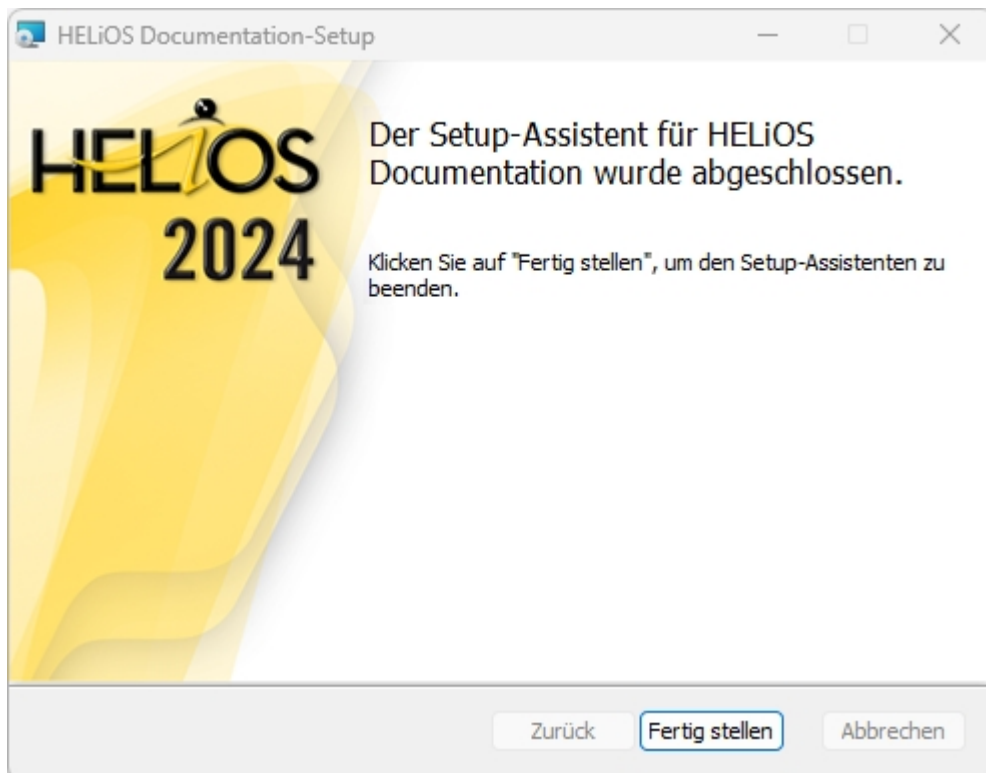 HELiOS Documentation-Setup
HELiOS
2024
Der Setup-Assistent für HELiOS
Documentation wurde abgeschlossen.
Klicken Sie auf "Fertig stellen", um den Setup-Assistenten zu
beenden.
Zurück
Fertig stellen
Abbrechen